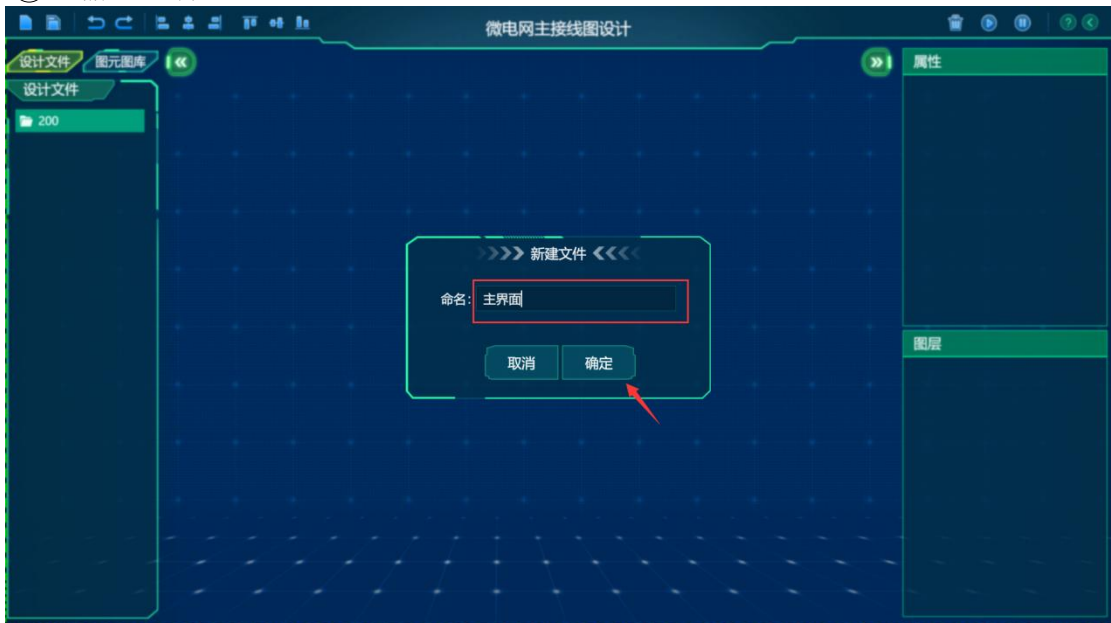 微电网主接线图设计
设计文件 图元图库
设计文件
200
属性
新建文件
命名: 主界面
取消 确定
图层